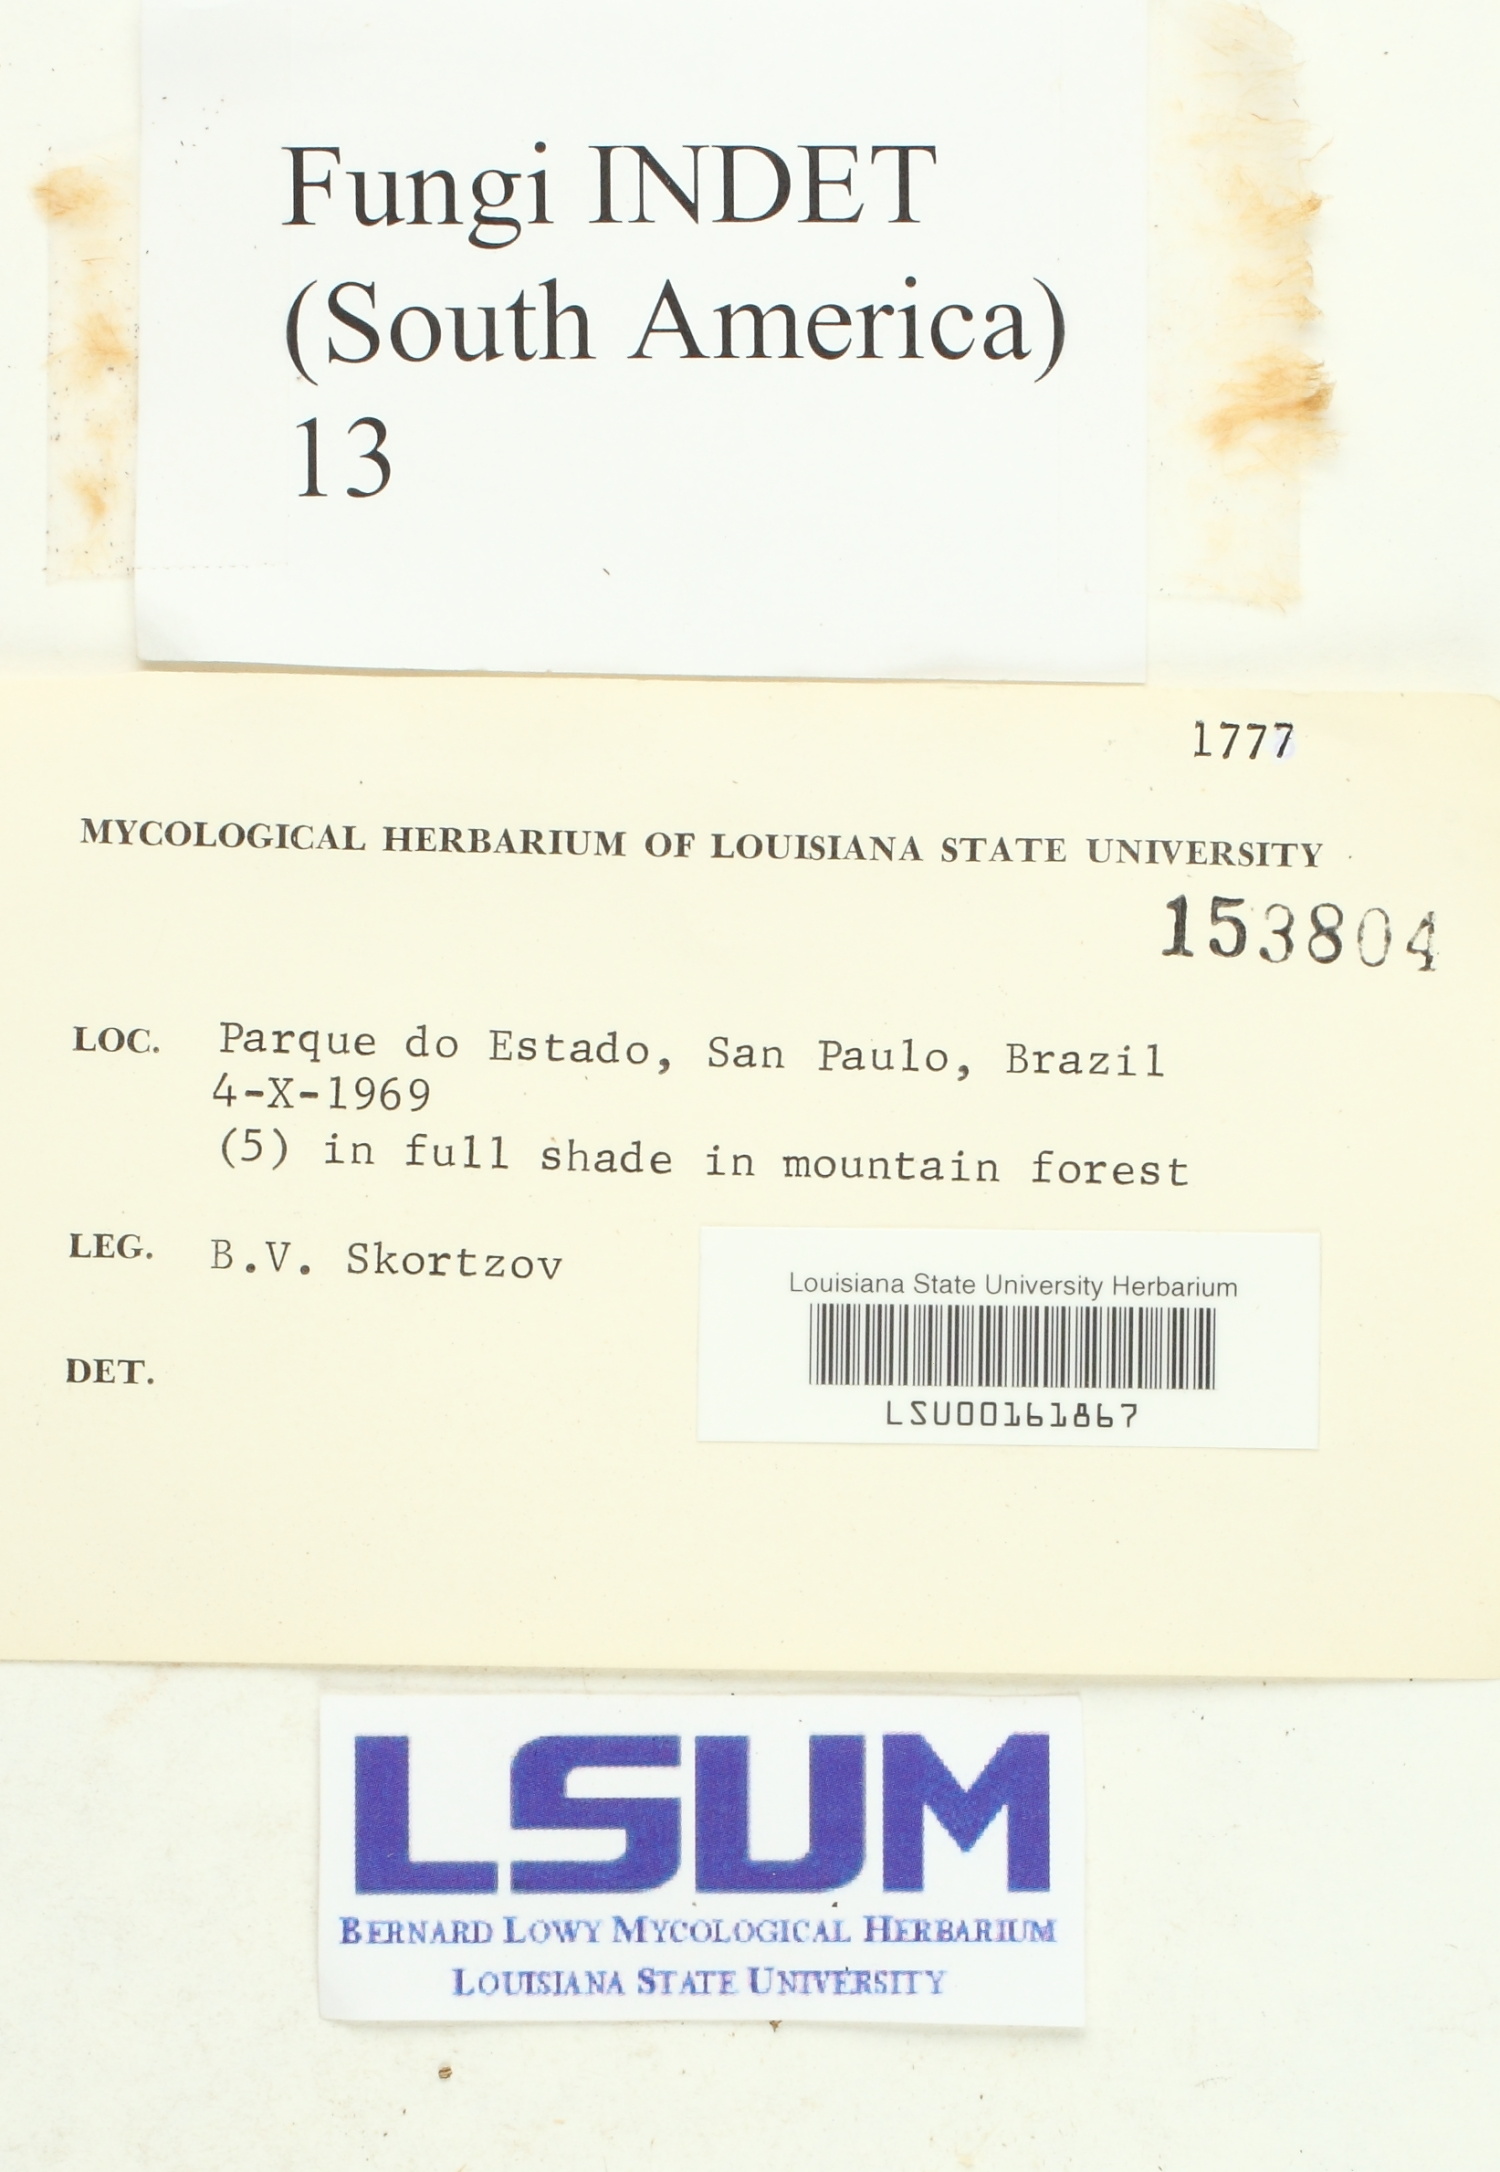 Fungi INDET
(South America)
13
1777
MYCOLOGICAL HERBARIUM OF LOUISIANA STATE UNIVERSITY
153804
LOC. Parque do Estado, San Paulo, Brazil
4-X-1969
(5) in full shade in mountain forest
LEG. B.V. Skortzov
Louisiana State University Herbarium
LSU00161867
DET.
LSUM
BERNARD LOWY MYCOLOGICAL HERBARIUM
LOUISIANA STATE UNIVERSITY